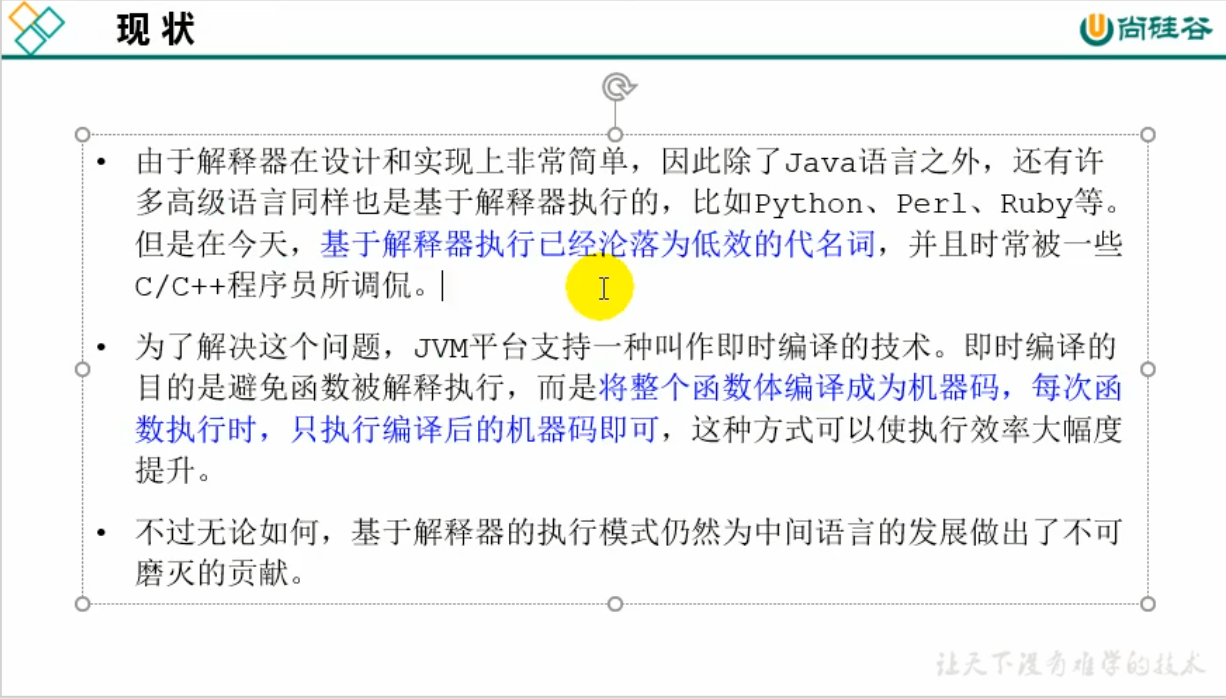 现状
尚硅谷
• 由于解释器在设计和实现上非常简单，因此除了Java语言之外，还有许
多高级语言同样也是基于解释器执行的，比如Python、Perl、Ruby等。
但是在今天，基于解释器执行已经沦落为低效的代名词，并且时常被一些
C/C++程序员所调侃。
• 为了解决这个问题，JVM平台支持一种叫作即时编译的技术。即时编译的
目的是避免函数被解释执行，而是将整个函数体编译成为机器码，每次函
数执行时，只执行编译后的机器码即可，这种方式可以使执行效率大幅度
提升。
• 不过无论如何，基于解释器的执行模式仍然为中间语言的发展做出了不可
磨灭的贡献。
让天下没有难学的技术